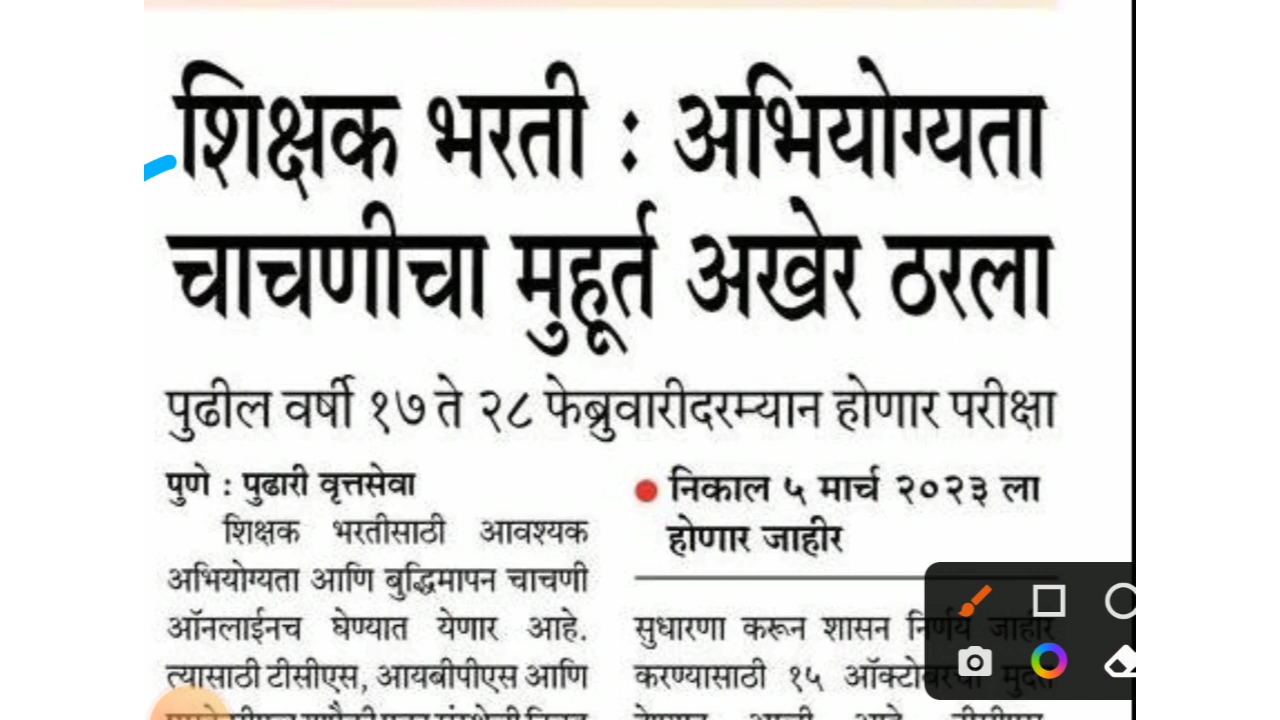 शिक्षक भरती : अभियोग्यता
चाचणीचा मुहूर्त अखेर ठरला
पुढील वर्षी १७ ते २८ फेब्रुवारीदरम्यान होणार परीक्षा
पुणे : पुढारी वृत्तसेवा
शिक्षक भरतीसाठी आवश्यक
अभियोग्यता आणि बुद्धिमापन चाचणी
ऑनलाईनच घेण्यात येणार आहे.
त्यासाठी टीसीएस, आयबीपीएस आणि
● निकाल ५ मार्च २०२३ ला
होणार जाहीर
सुधारणा करून शासन निर्णय जाहीर
करण्यासाठी १५ ऑक्टोबरची मुदत